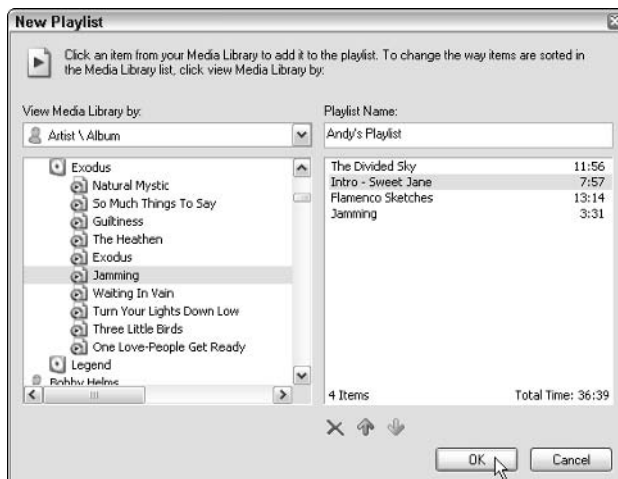 New Playlist
Click an item from your Media Library to add it to the playlist. To change the way items are sorted in
the Media Library list, click view Media Library by:
View Media Library by:
Artist \ Album
Exodus
Natural Mystic
So Much Things To Say
Guiltiness
The Heathen
Exodus
Jamming
Waiting In Vain
Turn Your Lights Down Low
Three Little Birds
One Love-People Get Ready
Legend
Bobby Helms
Playlist Name:
Andy's Playlist
The Divided Sky 11:56
Intro - Sweet Jane 7:57
Flamenco Sketches 13:14
Jamming 3:31
4 Items Total Time: 36:39
OK Cancel